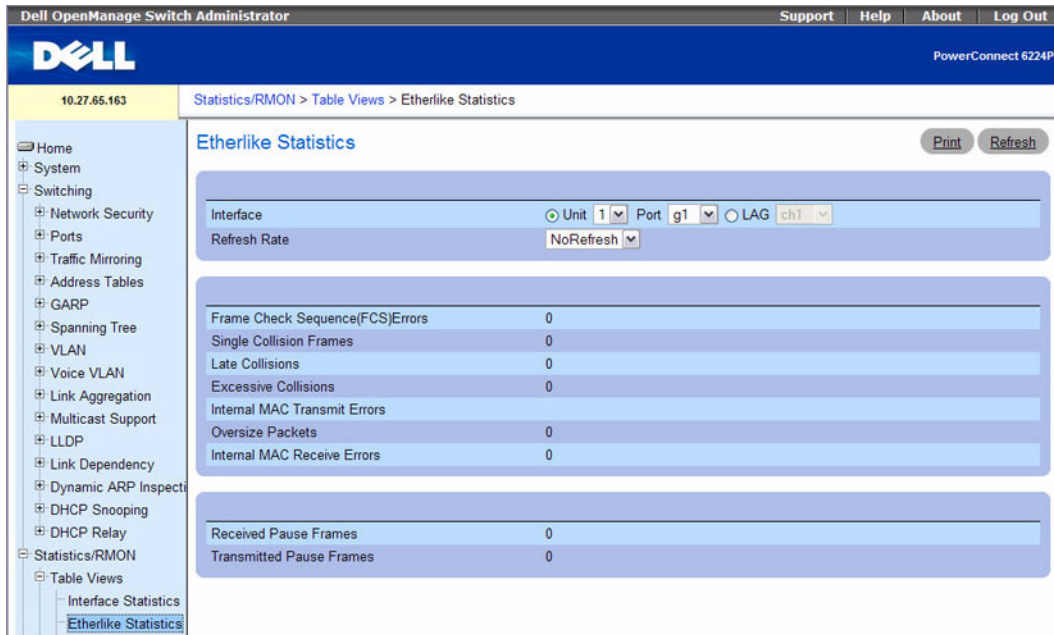 Dell OpenManage Switch Administrator Support Help About Log Out
DELL
PowerConnect 6224P
10.27.65.163
Statistics/RMON > Table Views > Etherlike Statistics
Home
System
Switching
Network Security
Ports
Traffic Mirroring
Address Tables
GARP
Spanning Tree
VLAN
Voice VLAN
Link Aggregation
Multicast Support
LLDP
Link Dependency
Dynamic ARP Inspecti
DHCP Snooping
DHCP Relay
Statistics/RMON
Table Views
Interface Statistics
Etherlike Statistics
Etherlike Statistics
Print Refresh
Interface Unit 1 Port g1 LAG ch1
Refresh Rate NoRefresh
Frame Check Sequence(FCS)Errors 0
Single Collision Frames 0
Late Collisions 0
Excessive Collisions 0
Internal MAC Transmit Errors
Oversize Packets 0
Internal MAC Receive Errors 0
Received Pause Frames 0
Transmitted Pause Frames 0